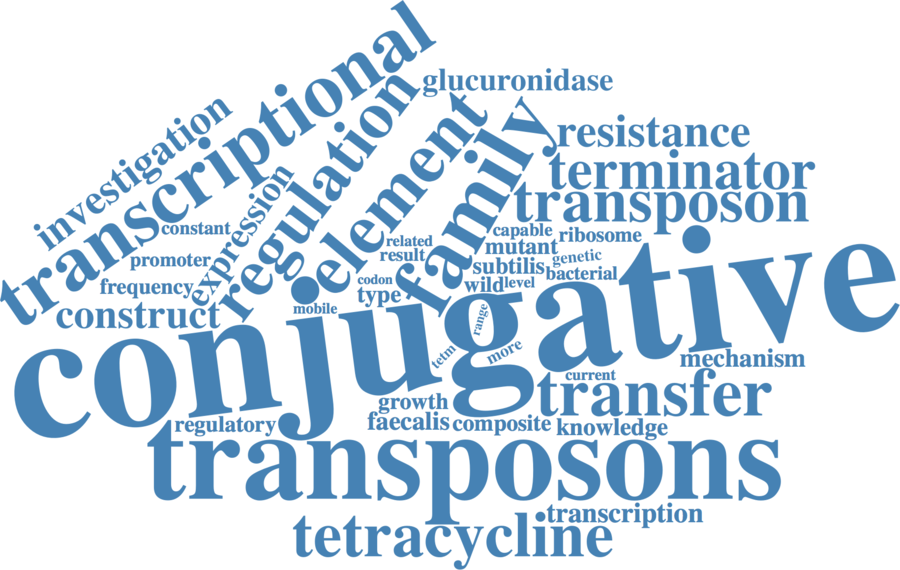 transcriptional
investigation
regulation
element
family
glucuronidase
resistance
terminator
transposon
expression
constant
promoter
frequency
construct
related
result
codon
type
mobile
capable
mutant
ribosome
subtilis
genetic
bacterial
wild
level
conjugative
range
tetm
more
mechanism
current
transfer
growth
faecalis
composite
knowledge
regulatory
transposons
transcription
tetracycline